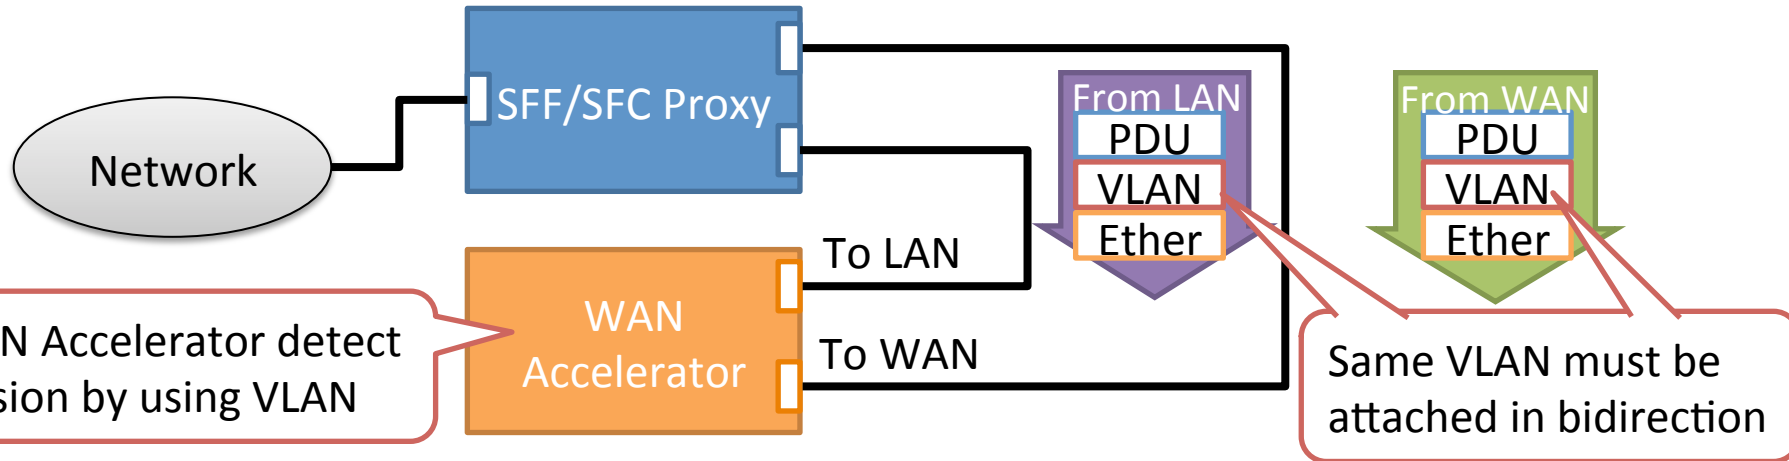 SFF/SFC Proxy
Network
From LAN
PDU
VLAN
Ether
From WAN
PDU
VLAN
Ether
To LAN
To WAN
WAN
Accelerator
N Accelerator detect
sion by using VLAN
Same VLAN must be
attached in bidirection